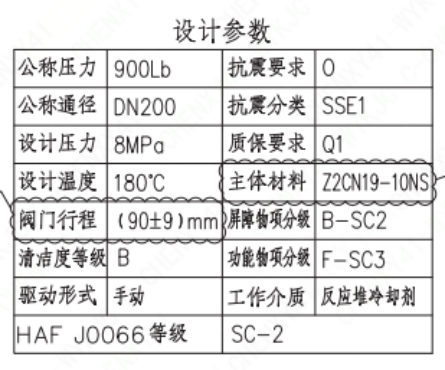 设计参数
公称压力 900Lb 抗震要求 O
公称通径 DN200 抗震分类 SSE1
设计压力 8MPa 质保要求 Q1
设计温度 180℃ 主体材料 Z2CN19-10NS
阀门行程 (90±9)mm 屏障物项分级 B-SC2
清洁度等级 B 功能物项分级 F-SC3
驱动形式 手动 工作介质 反应堆冷却剂
HAF J0066等级 SC-2